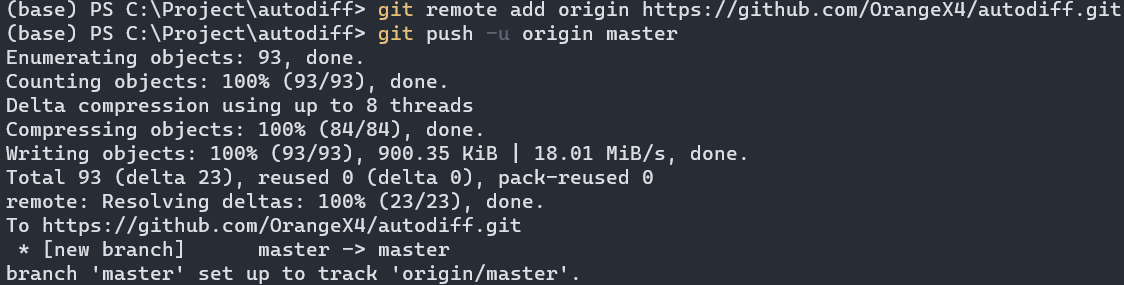 (base) PS C:\Project\autodiff> git remote add origin https://github.com/OrangeX4/autodiff.git
(base) PS C:\Project\autodiff> git push -u origin master
Enumerating objects: 93, done.
Counting objects: 100% (93/93), done.
Delta compression using up to 8 threads
Compressing objects: 100% (84/84), done.
Writing objects: 100% (93/93), 900.35 KiB | 18.01 MiB/s, done.
Total 93 (delta 23), reused 0 (delta 0), pack-reused 0
remote: Resolving deltas: 100% (23/23), done.
To https://github.com/OrangeX4/autodiff.git
 * [new branch]      master -> master
branch 'master' set up to track 'origin/master'.